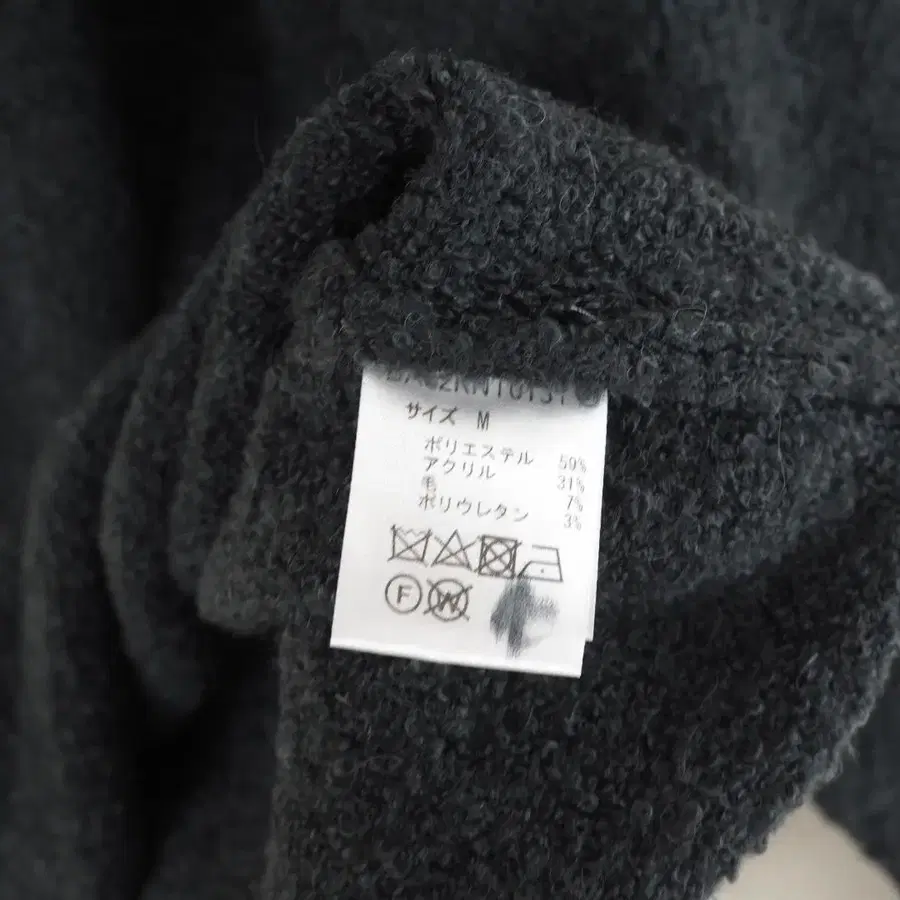 サイズ M
ポリエステル 59%
アクリル 31%
毛 7%
ポリウレタン 3%
F W